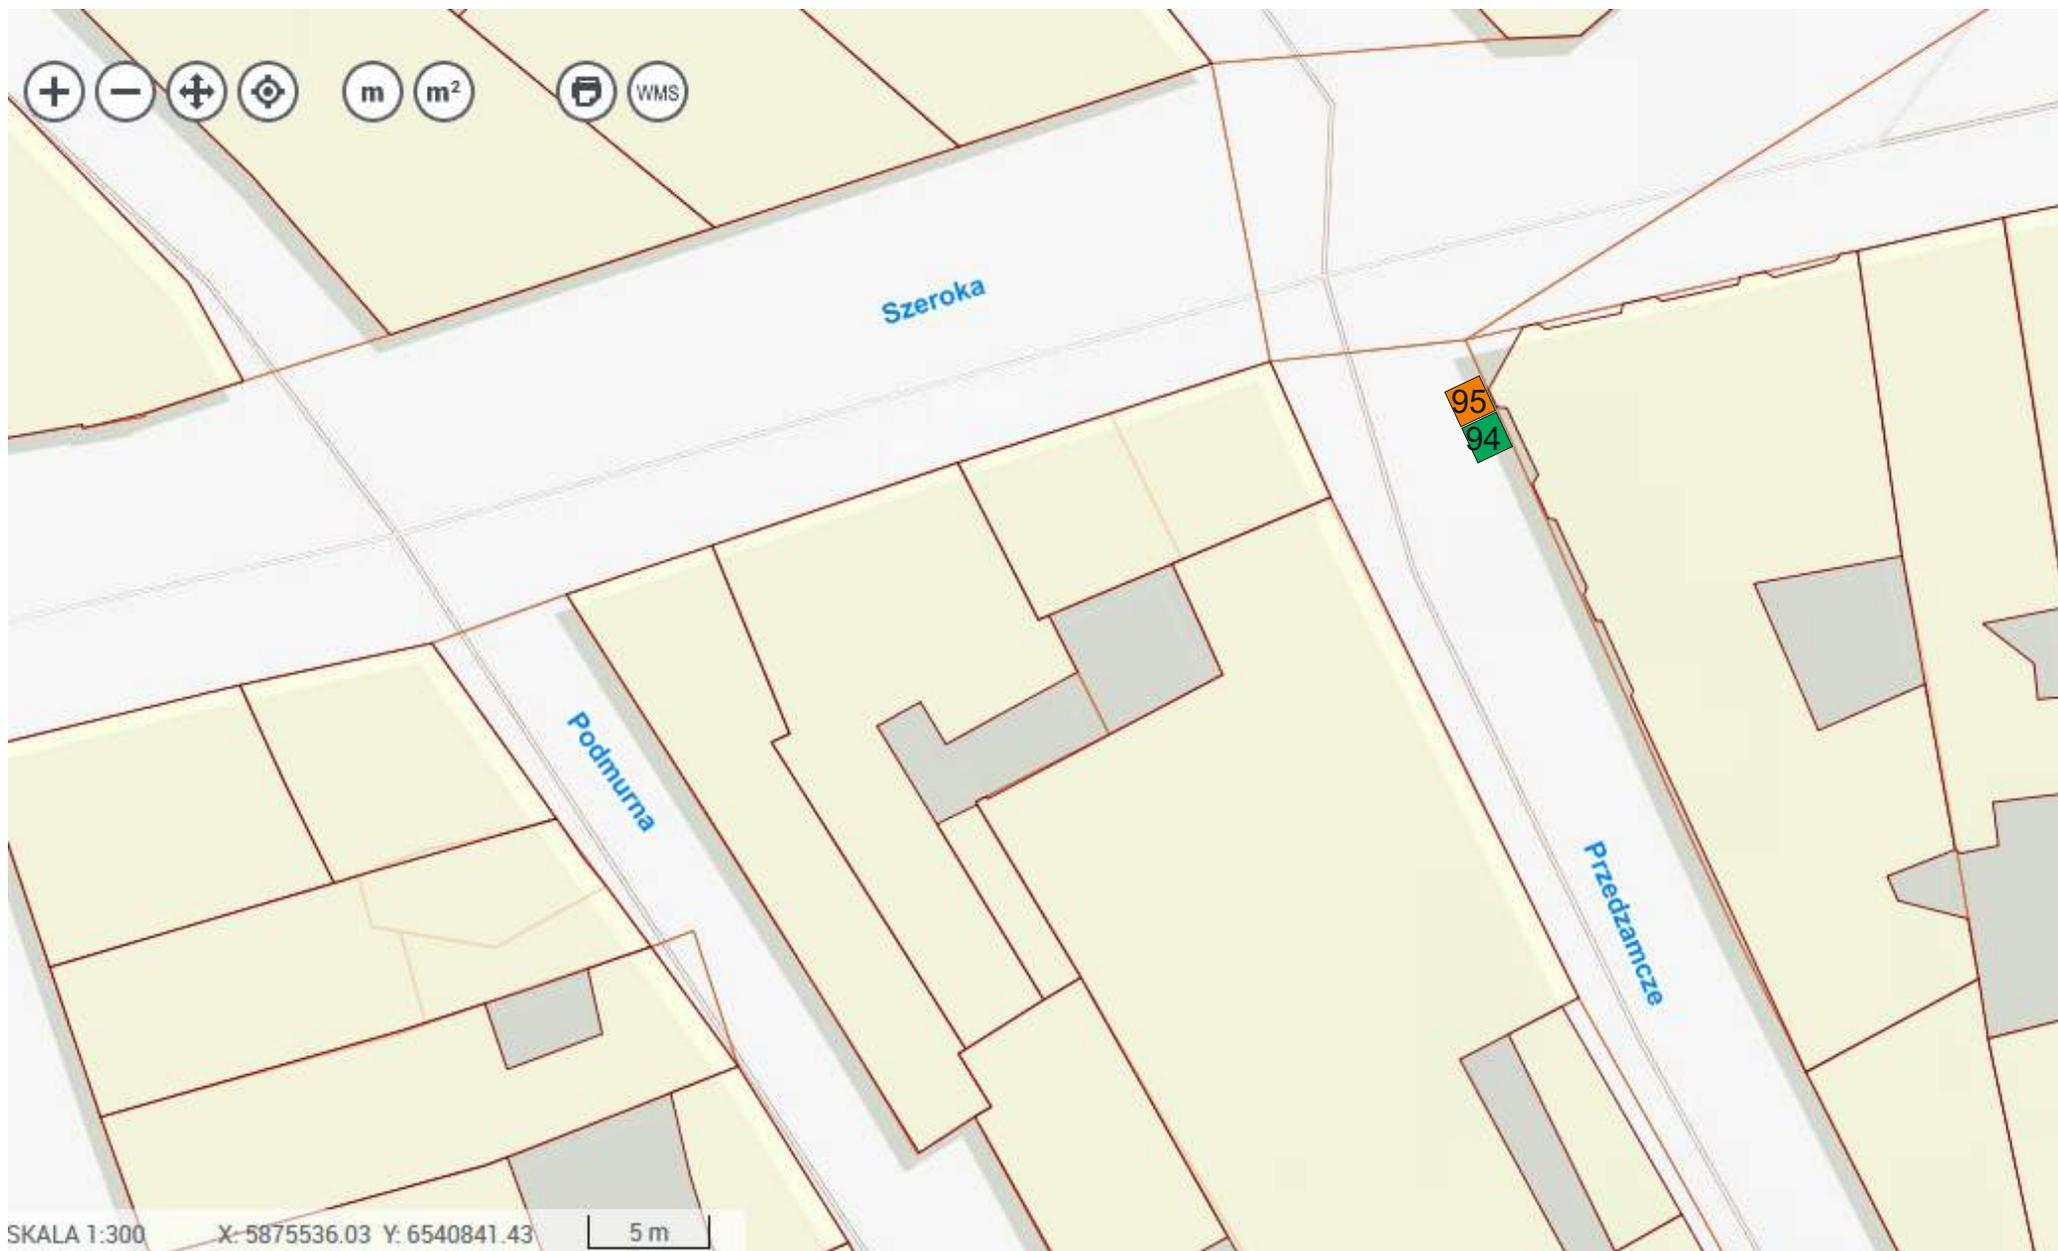 m m² WMS
Szeroka
95
94
Podmurna
Przedzamcze
SKALA 1:300 X: 5875536.03 Y: 6540841.43 5 m